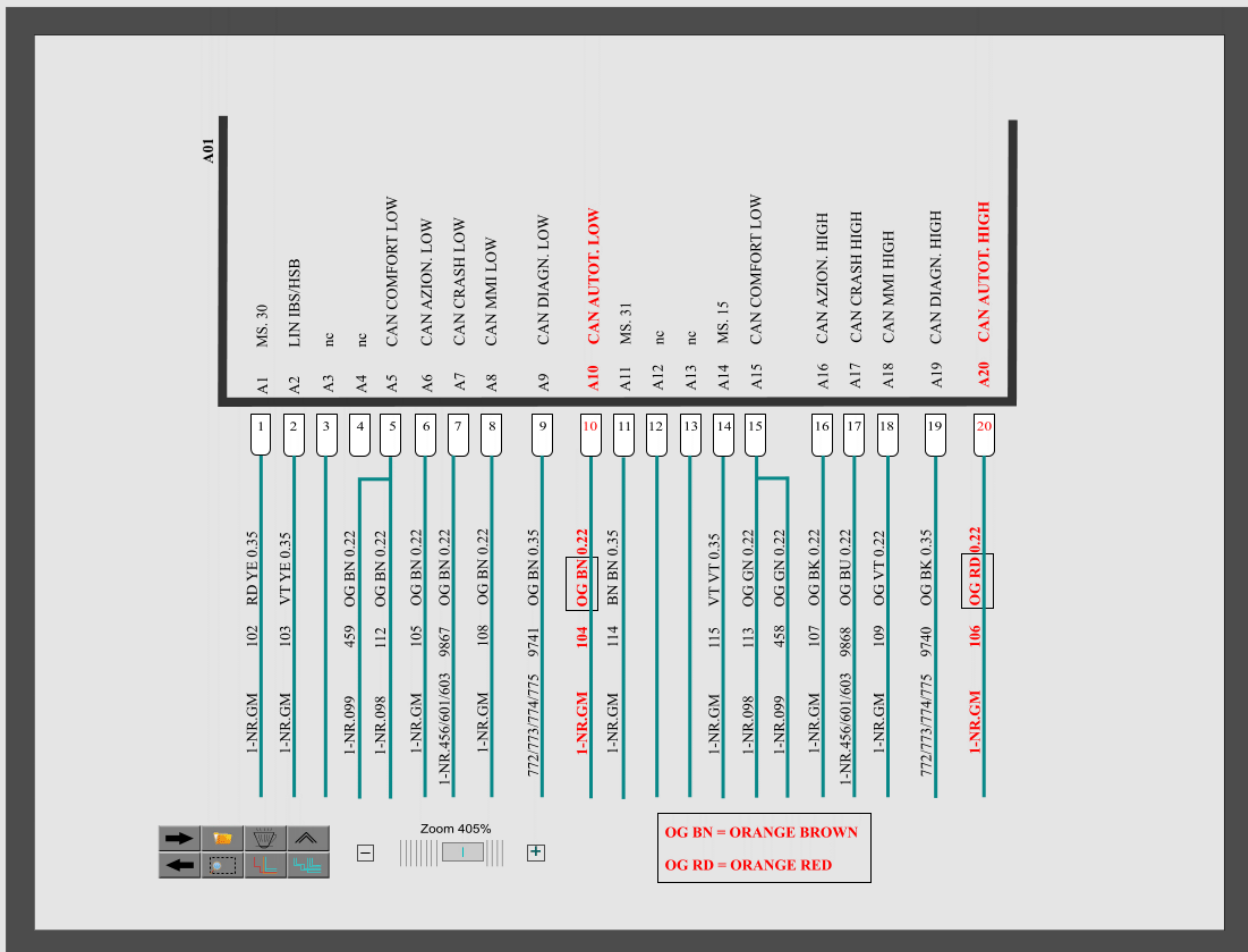 A01
A1 MS. 30
A2 LIN IBS/HSB
A3 nc
A4 nc
A5 CAN COMFORT LOW
A6 CAN AZION. LOW
A7 CAN CRASH LOW
A8 CAN MMI LOW
A9 CAN DIAGN. LOW
A10 CAN AUTOT. LOW
A11 MS. 31
A12 nc
A13 nc
A14 MS. 15
A15 CAN COMFORT LOW
A16 CAN AZION. HIGH
A17 CAN CRASH HIGH
A18 CAN MMI HIGH
A19 CAN DIAGN. HIGH
A20 CAN AUTOT. HIGH
1 2 3 4 5 6 7 8 9 10 11 12 13 14 15 16 17 18 19 20
1-NR.GM 102 RD YE 0.35
1-NR.GM 103 VT YE 0.35
1-NR.099 459 OG BN 0.22
1-NR.098 112 OG BN 0.22
1-NR.GM 105 OG BN 0.22
1-NR.456/601/603 9867 OG BN 0.22
1-NR.GM 108 OG BN 0.22
772/773/774/775 9741 OG BN 0.35
1-NR.GM 104 OG BN 0.22
1-NR.GM 114 BN BN 0.35
1-NR.GM 115 VT VT 0.35
1-NR.098 113 OG GN 0.22
1-NR.099 458 OG GN 0.22
1-NR.GM 107 OG BK 0.22
1-NR.456/601/603 9868 OG BU 0.22
1-NR.GM 109 OG VT 0.22
772/773/774/775 9740 OG BK 0.35
1-NR.GM 106 OG RD 0.22
Zoom 405%
OG BN = ORANGE BROWN
OG RD = ORANGE RED